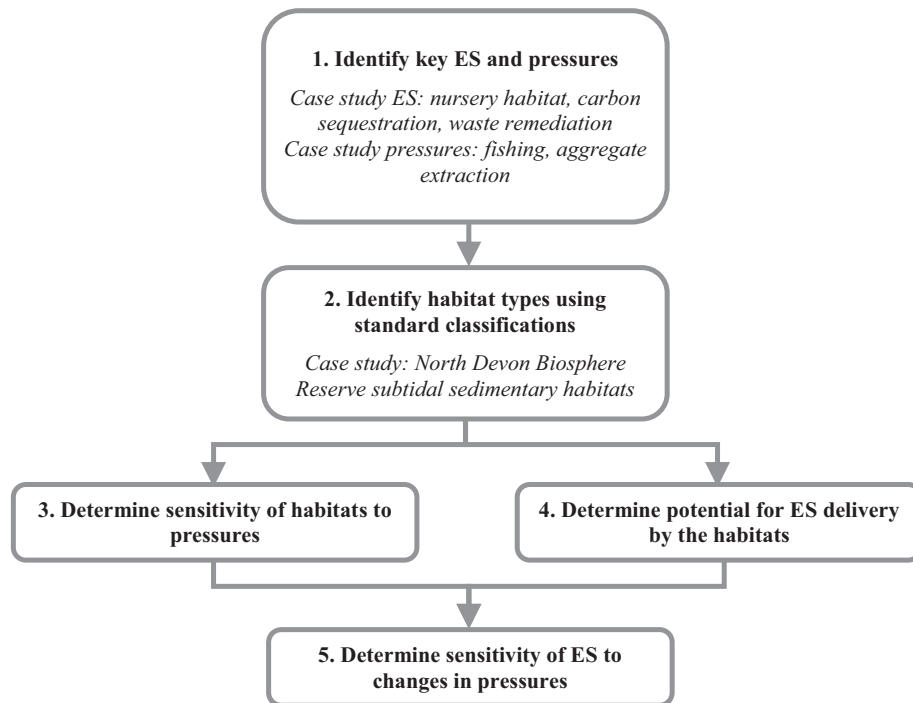 1. Identify key ES and pressures
Case study ES: nursery habitat, carbon
sequestration, waste remediation
Case study pressures: fishing, aggregate
extraction
2. Identify habitat types using
standard classifications
Case study: North Devon Biosphere
Reserve subtidal sedimentary habitats
3. Determine sensitivity of habitats to
pressures
4. Determine potential for ES delivery
by the habitats
5. Determine sensitivity of ES to
changes in pressures